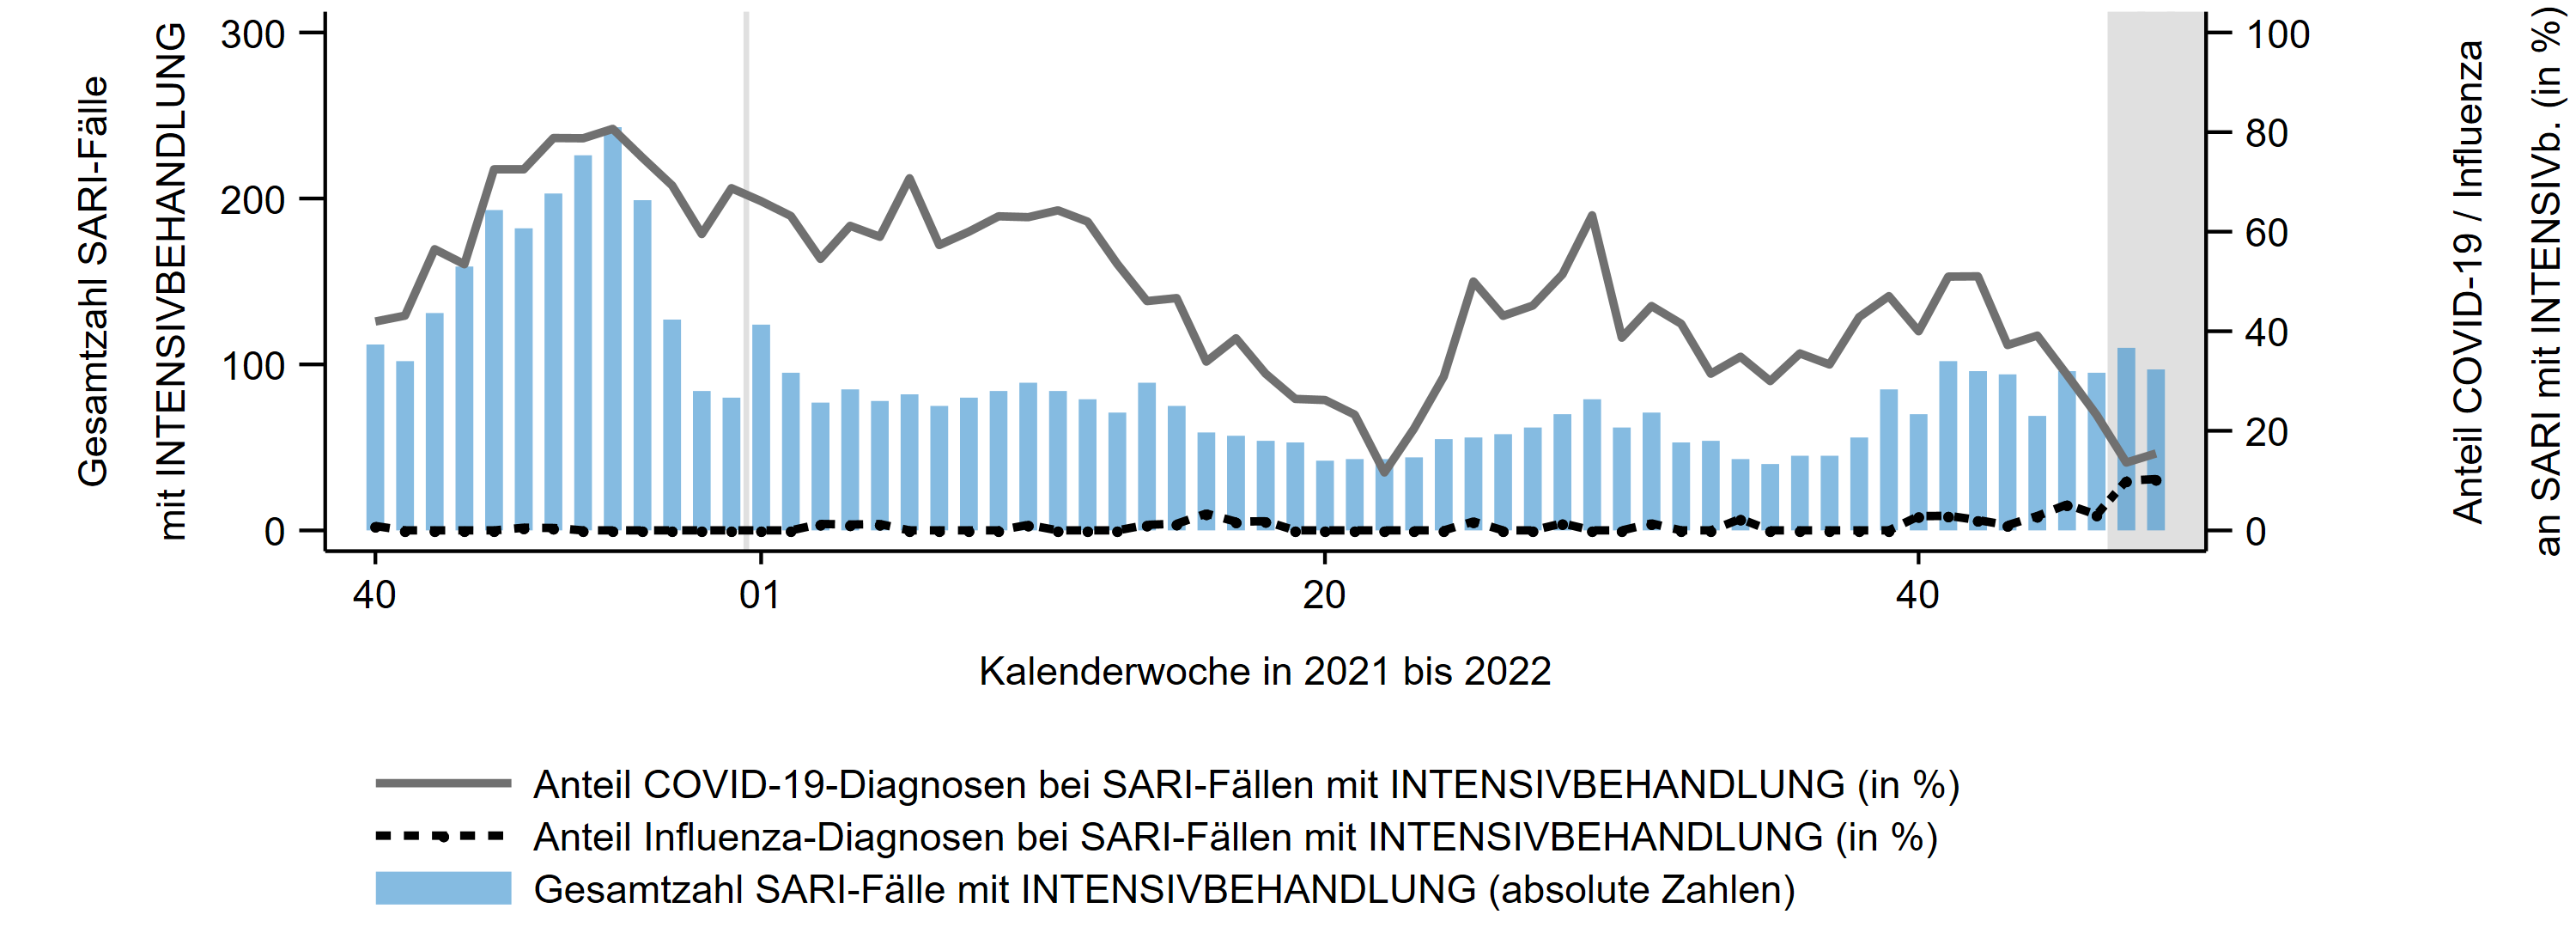 Gesamtzahl SARI-Fälle
mit INTENSIVBEHANDLUNG
300
200
100
0
100
80
60
40
20
0
Anteil COVID-19 / Influenza
an SARI mit INTENSIVb. (in %)
40
01
20
40
Kalenderwoche in 2021 bis 2022
Anteil COVID-19-Diagnosen bei SARI-Fällen mit INTENSIVBEHANDLUNG (in %)
Anteil Influenza-Diagnosen bei SARI-Fällen mit INTENSIVBEHANDLUNG (in %)
Gesamtzahl SARI-Fälle mit INTENSIVBEHANDLUNG (absolute Zahlen)